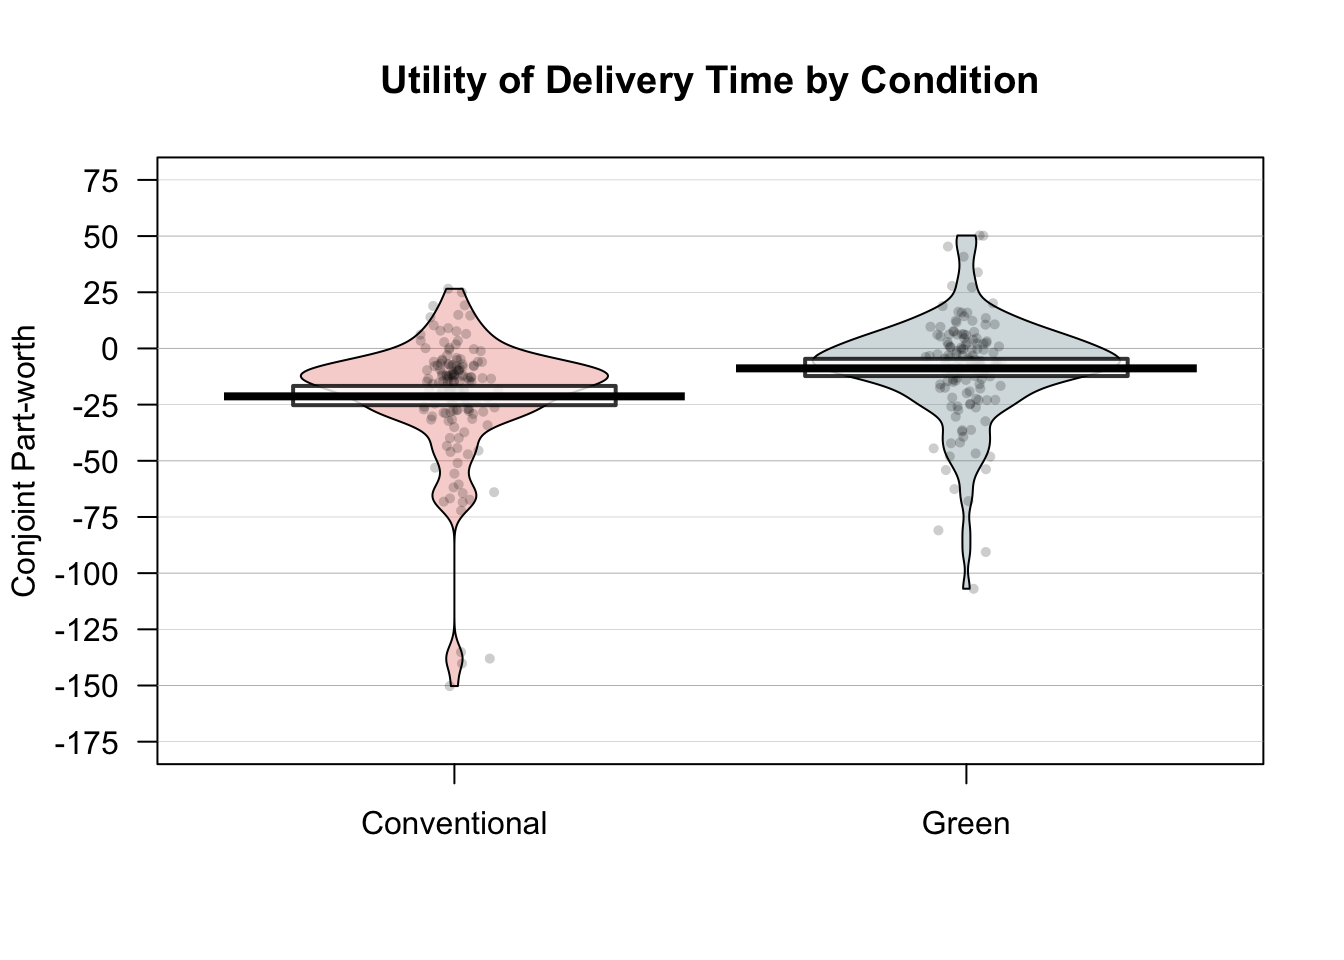 Utility of Delivery Time by Condition
Conjoint Part-worth
75
50
25
0
-25
-50
-75
-100
-125
-150
-175
Conventional
Green